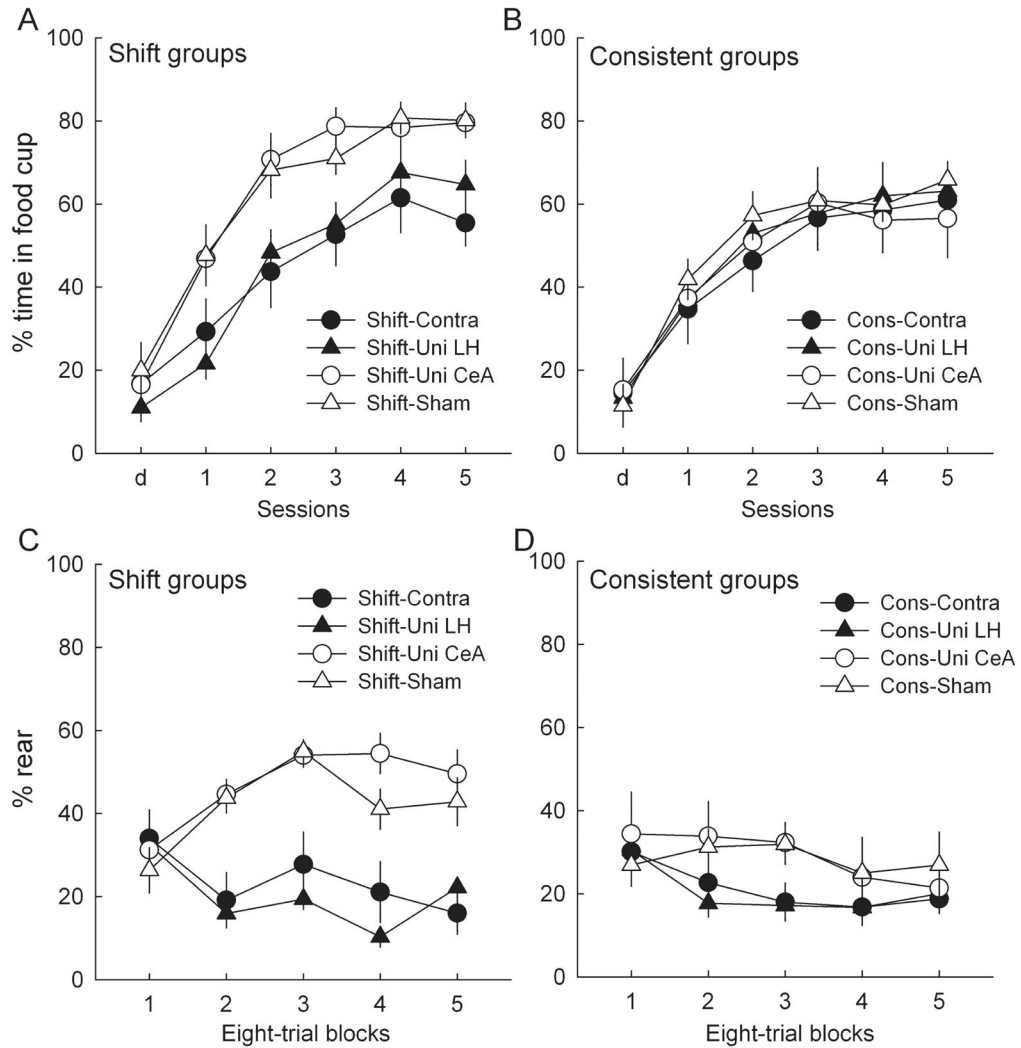 A
Shift groups
% time in food cup
100
80
60
40
20
0
Shift-Contra
Shift-Uni LH
Shift-Uni CeA
Shift-Sham
d 1 2 3 4 5
Sessions
B
Consistent groups
100
80
60
40
20
0
Cons-Contra
Cons-Uni LH
Cons-Uni CeA
Cons-Sham
d 1 2 3 4 5
Sessions
C
Shift groups
% rear
100
80
60
40
20
0
Shift-Contra
Shift-Uni LH
Shift-Uni CeA
Shift-Sham
1 2 3 4 5
Eight-trial blocks
D
Consistent groups
100
80
60
40
20
0
Cons-Contra
Cons-Uni LH
Cons-Uni CeA
Cons-Sham
1 2 3 4 5
Eight-trial blocks